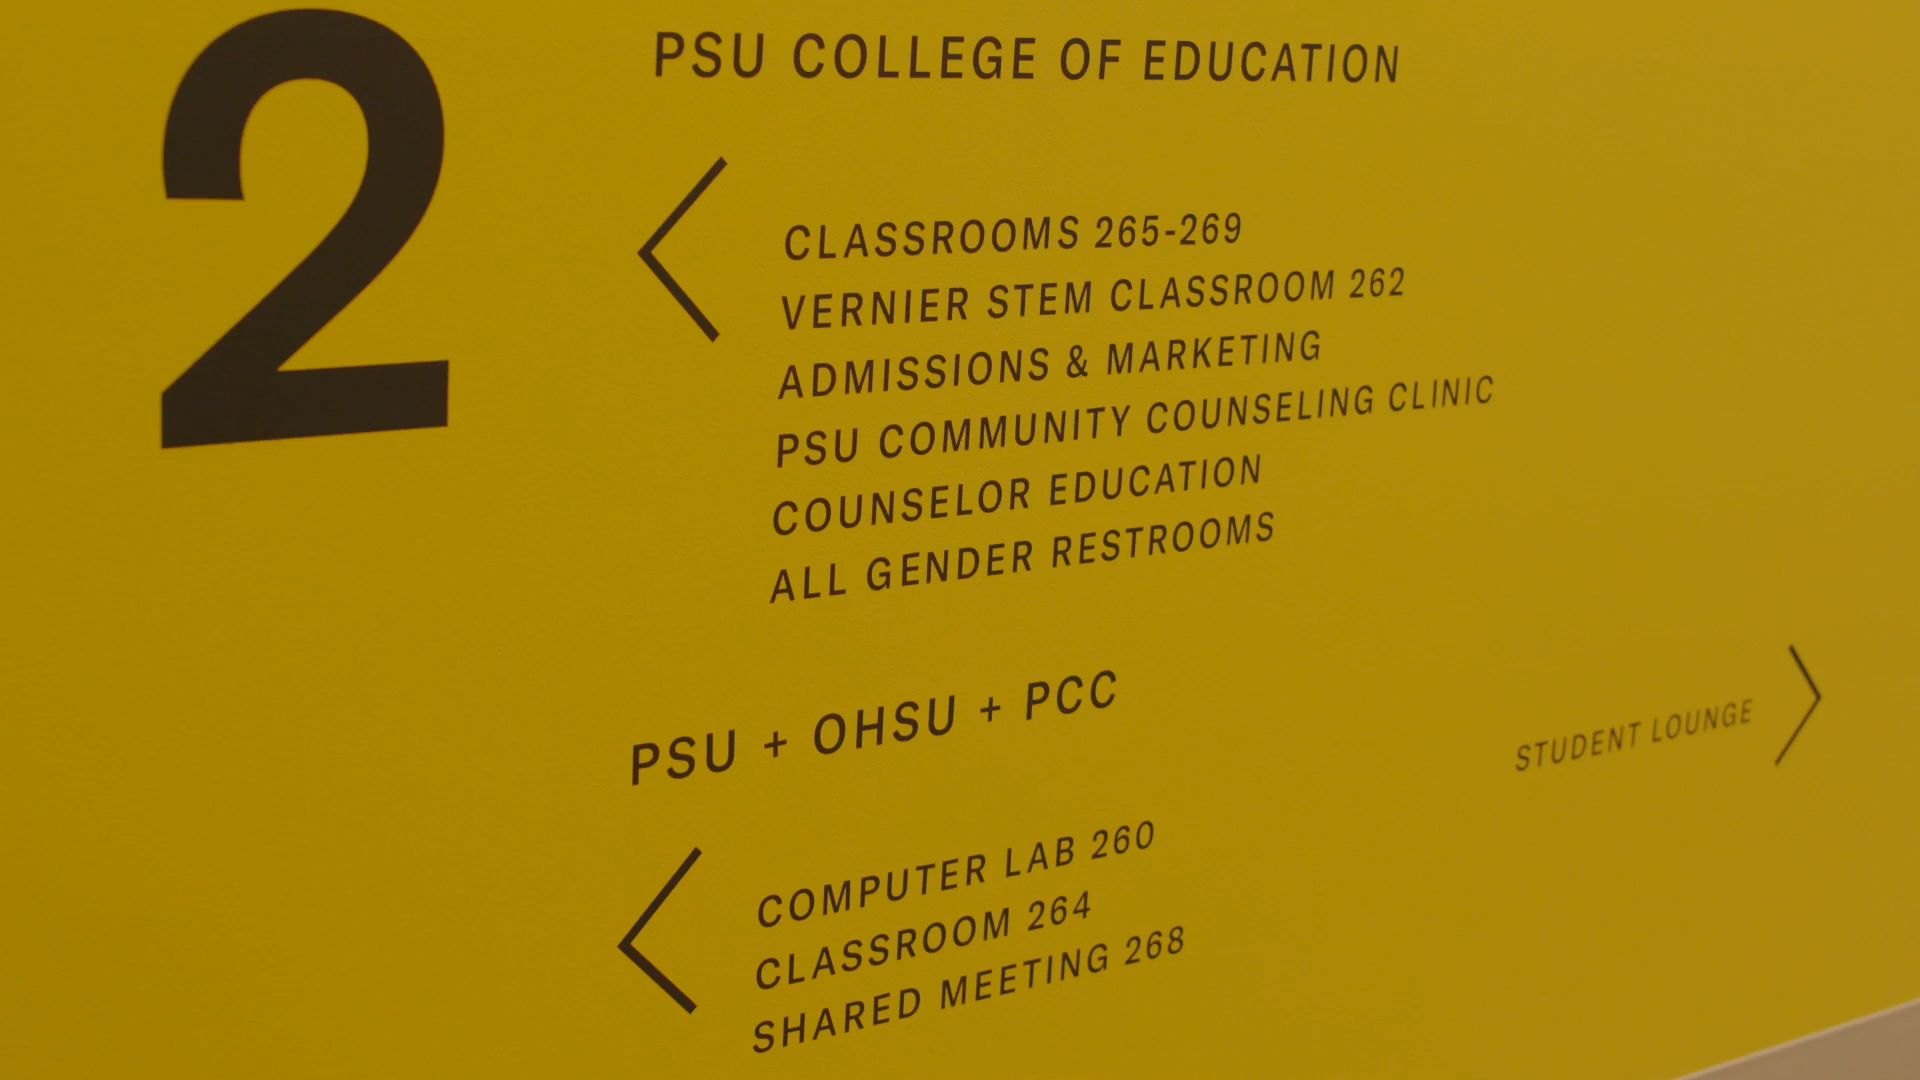 2
PSU COLLEGE OF EDUCATION
CLASSROOMS 265-269
VERNIER STEM CLASSROOM 262
ADMISSIONS & MARKETING
PSU COMMUNITY COUNSELING CLINIC
COUNSELOR EDUCATION
ALL GENDER RESTROOMS
PSU + OHSU + PCC
STUDENT LOUNGE
COMPUTER LAB 260
CLASSROOM 264
SHARED MEETING 268